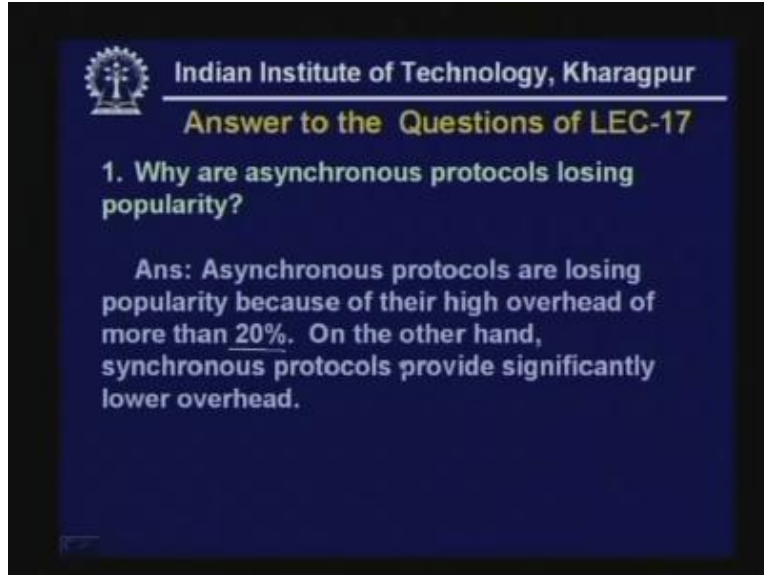 Indian Institute of Technology, Kharagpur
Answer to the Questions of LEC-17
1. Why are asynchronous protocols losing
popularity?
Ans: Asynchronous protocols are losing
popularity because of their high overhead of
more than 20%. On the other hand,
synchronous protocols provide significantly
lower overhead.